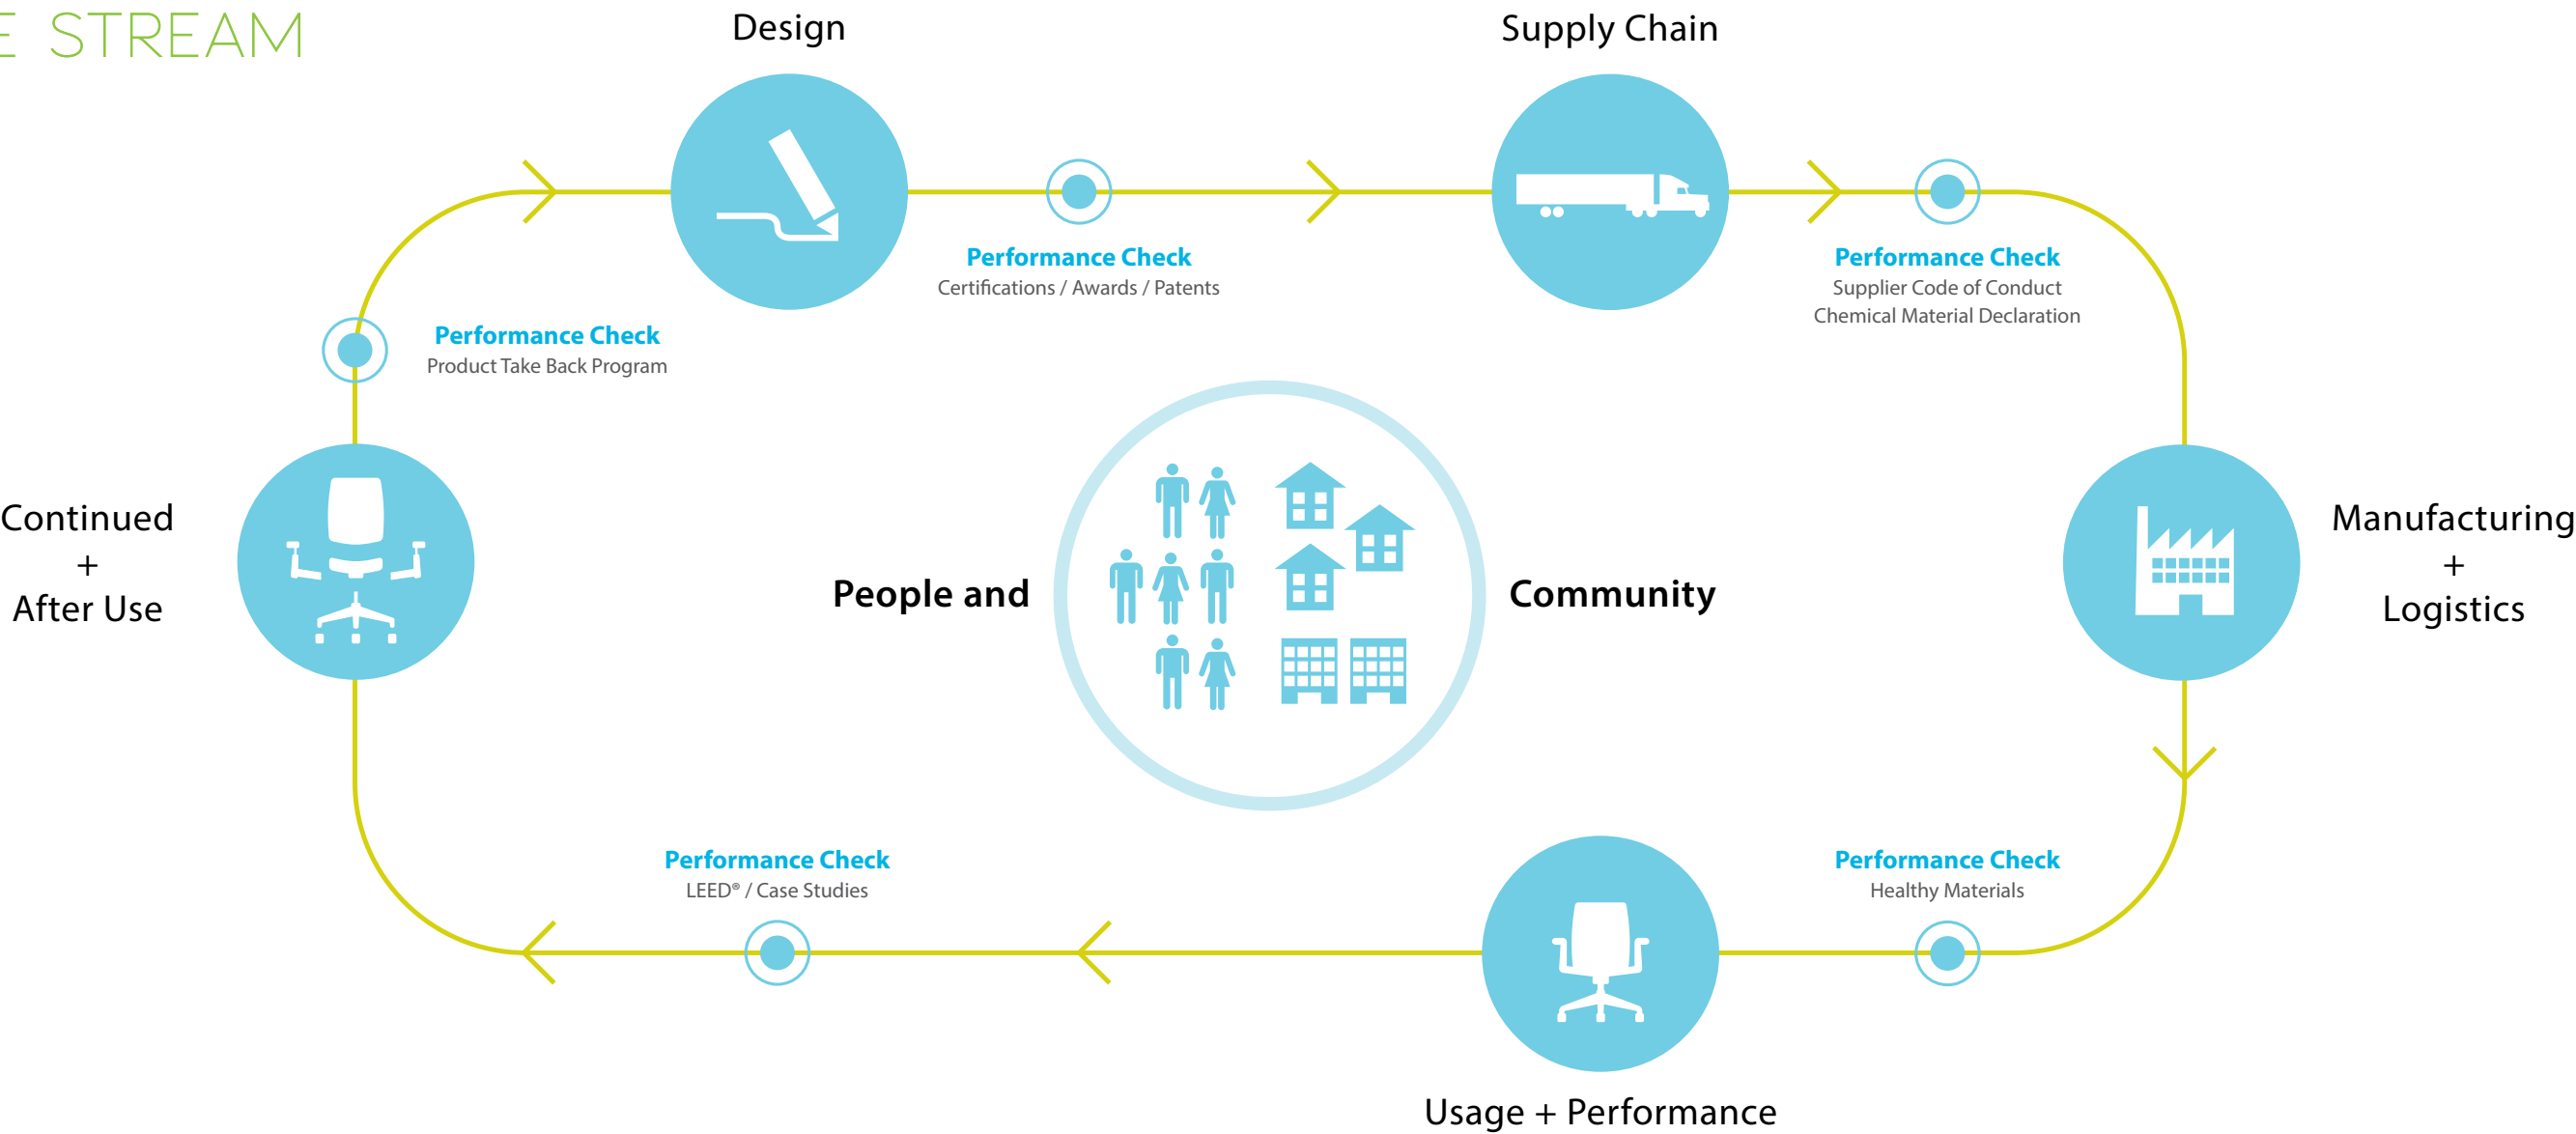 E STREAM
Design
Supply Chain
Performance Check
Certifications / Awards / Patents
Performance Check
Supplier Code of Conduct
Chemical Material Declaration
Performance Check
Product Take Back Program
Continued
+
After Use
People and
Community
Manufacturing
+
Logistics
Performance Check
LEED® / Case Studies
Performance Check
Healthy Materials
Usage + Performance